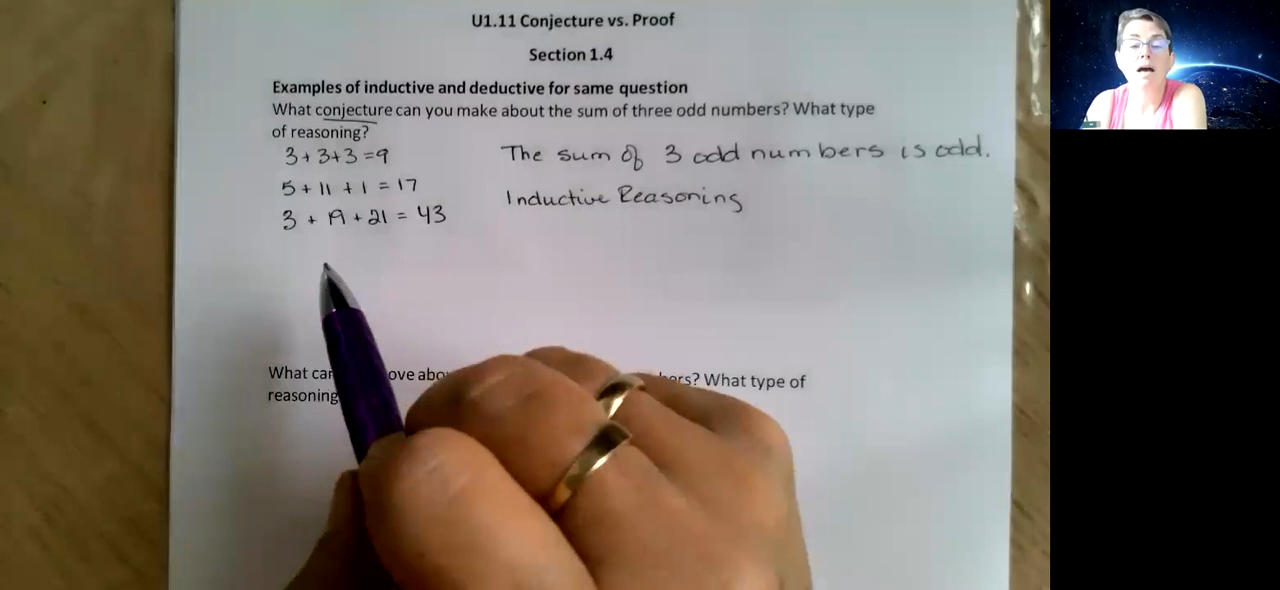 U1.11 Conjecture vs. Proof
Section 1.4
Examples of inductive and deductive for same question
What conjecture can you make about the sum of three odd numbers? What type
of reasoning?
3+3+3=9
5+11+1=17
3+19+21=43
The sum of 3 odd numbers is odd.
Inductive Reasoning
What can
? What type of
reasoning